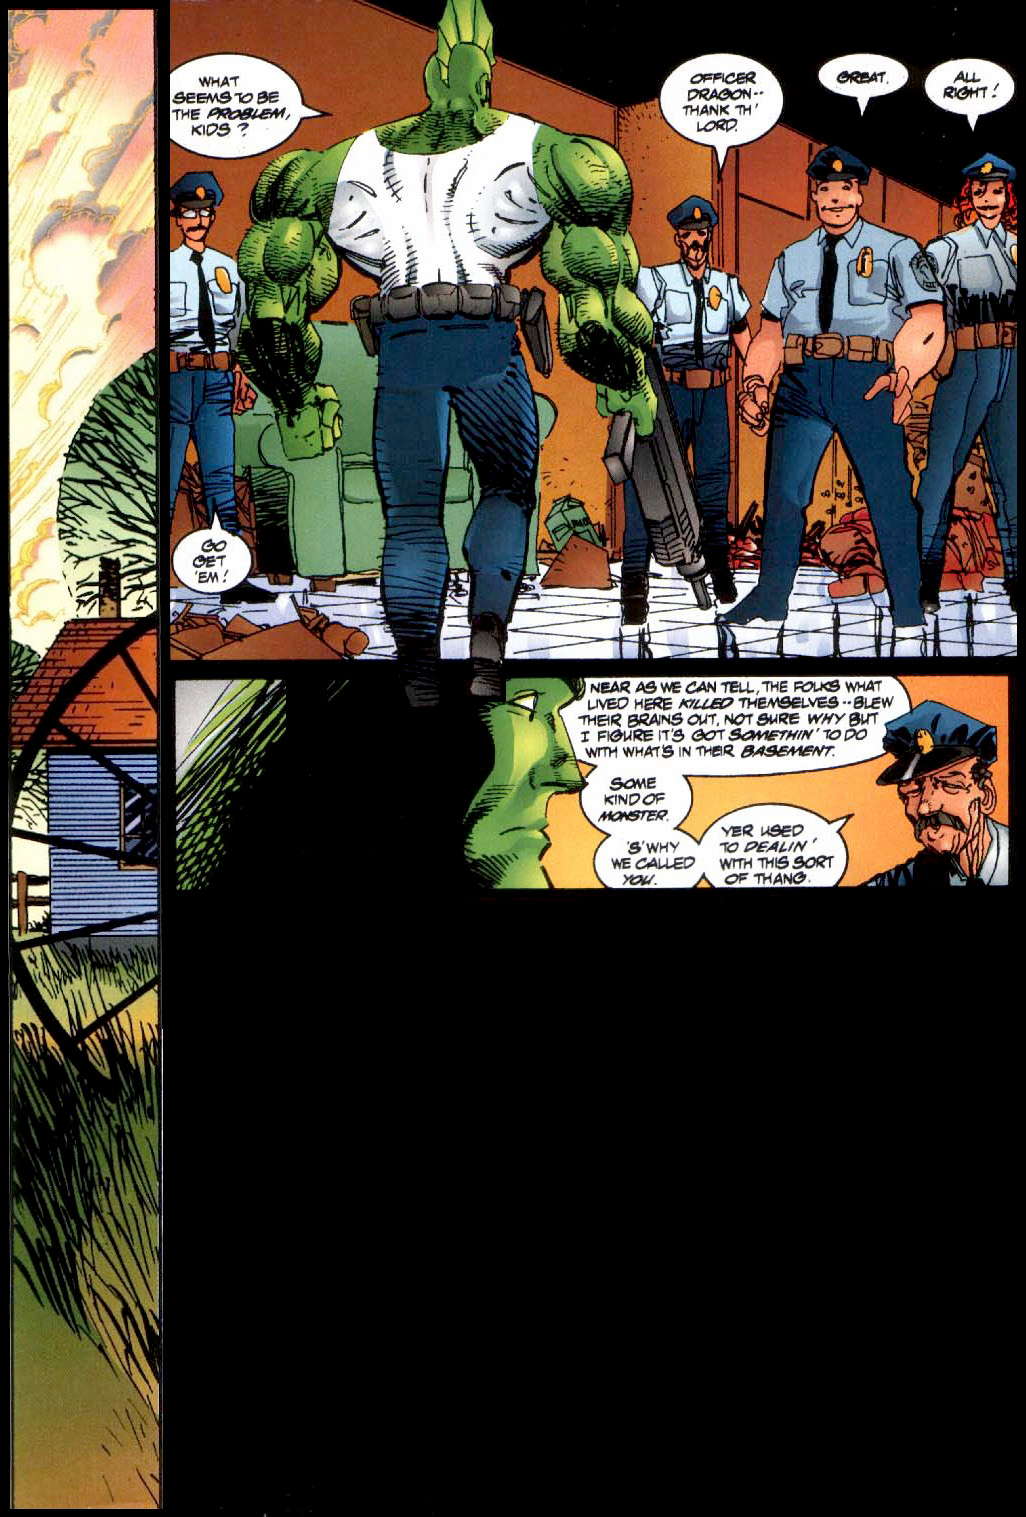 WHAT
SEEMS TO BE
THE PROBLEM,
KIDS?
OFFICER
DRAGON--
THANK TH'
LORD.
GREAT.
ALL
RIGHT!
GO
GET
'EM!
NEAR AS WE CAN TELL, THE FOLKS WHAT
LIVED HERE KILLED THEMSELVES--BLEW
THEIR BRAINS OUT, NOT SURE WHY BUT
I FIGURE IT'S GOT SOMETHIN' TO DO
WITH WHAT'S IN THEIR BASEMENT.
SOME
KIND OF
MONSTER.
'S' WHY
WE CALLED
YOU.
YER USED
TO DEALIN'
WITH THIS SORT
OF THANG.